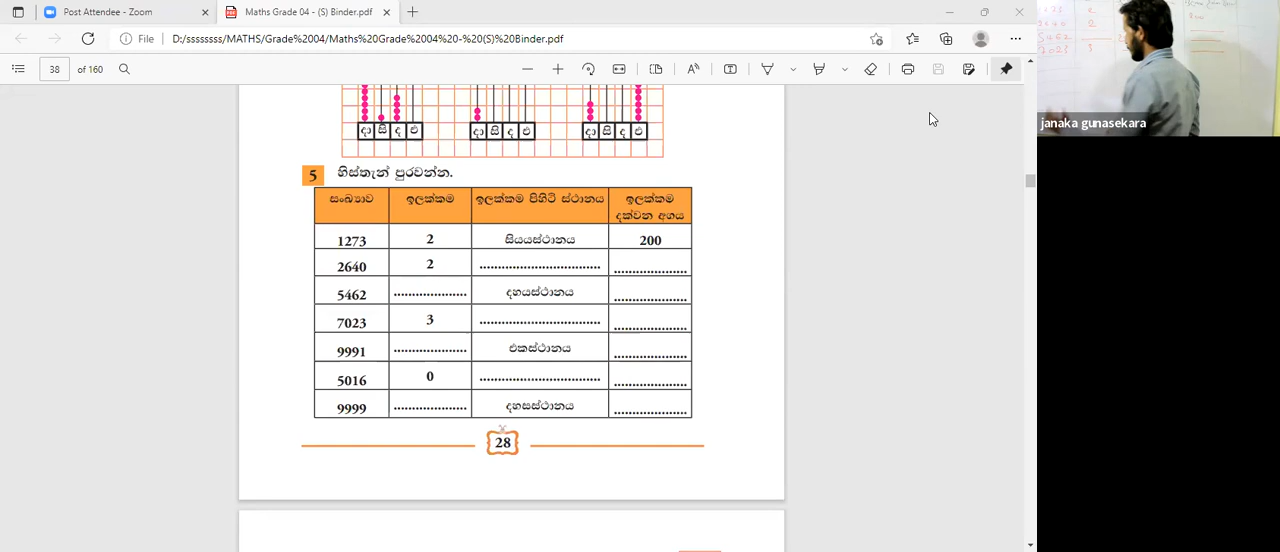 Post Attendee - Zoom
Maths Grade 04 - (S) Binder.pdf
File
D:/ssssssss/MATHS/Grade%2004/Maths%20Grade%2004%20-%20(S)%20Binder.pdf
38 of 160
janaka gunasekara
දා සි ද එ
දා සි ද එ
දා සි ද එ
5 හිස්තැන් පුරවන්න.
සංඛ්‍යාව ඉලක්කම ඉලක්කම පිහිටි ස්ථානය ඉලක්කම දක්වන අගය
1273 2 සියයස්ථානය 200
2640 2 ................................ ....................
5462 .................... දහයස්ථානය ....................
7023 3 ................................ ....................
9991 .................... එකස්ථානය ....................
5016 0 ................................ ....................
9999 .................... දහසස්ථානය ....................
28